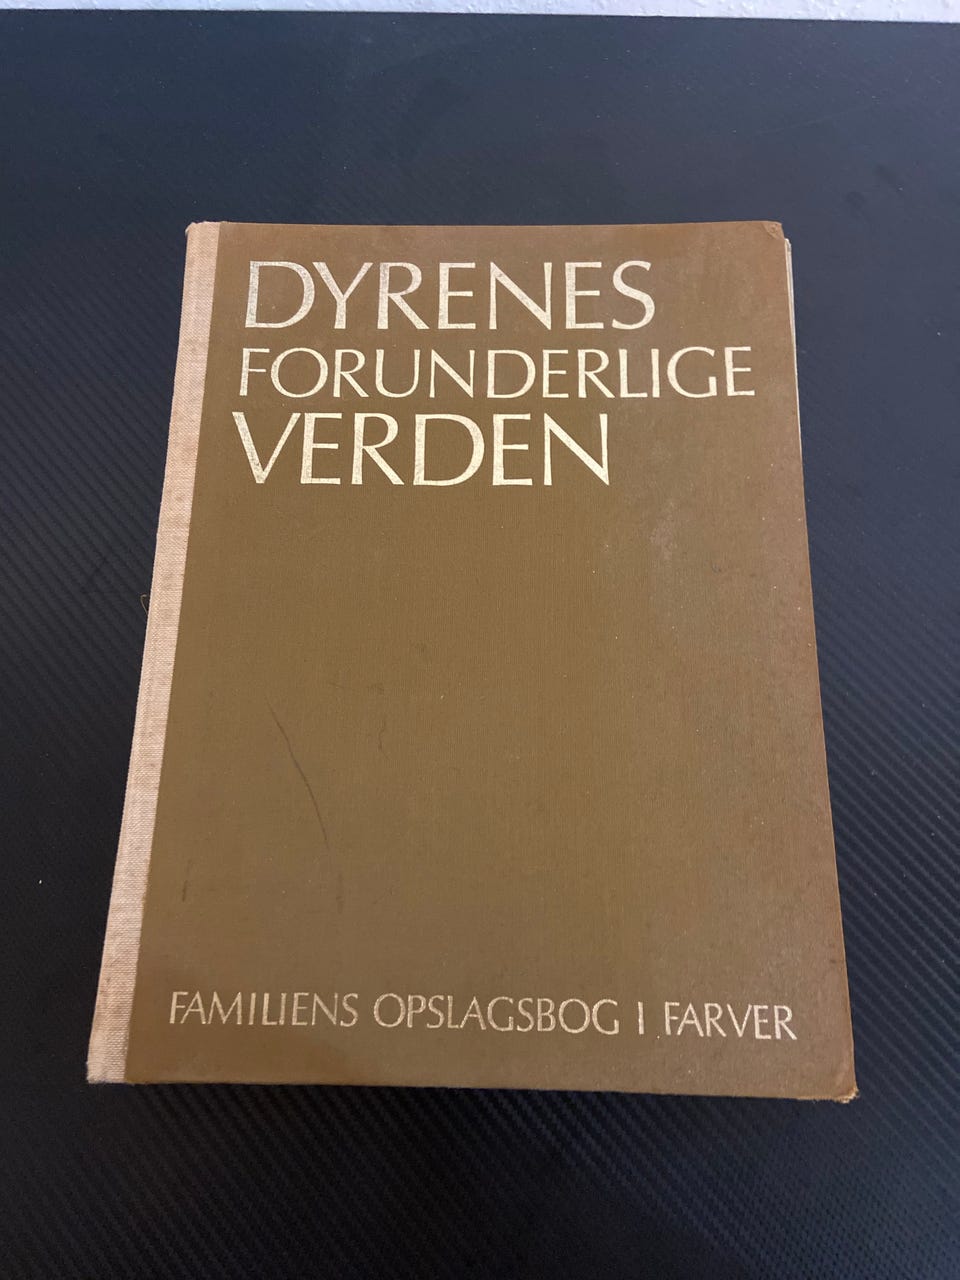 DYRENES
FORUNDERLIGE
VERDEN
FAMILIENS OPSLAGSBOG I FARVER